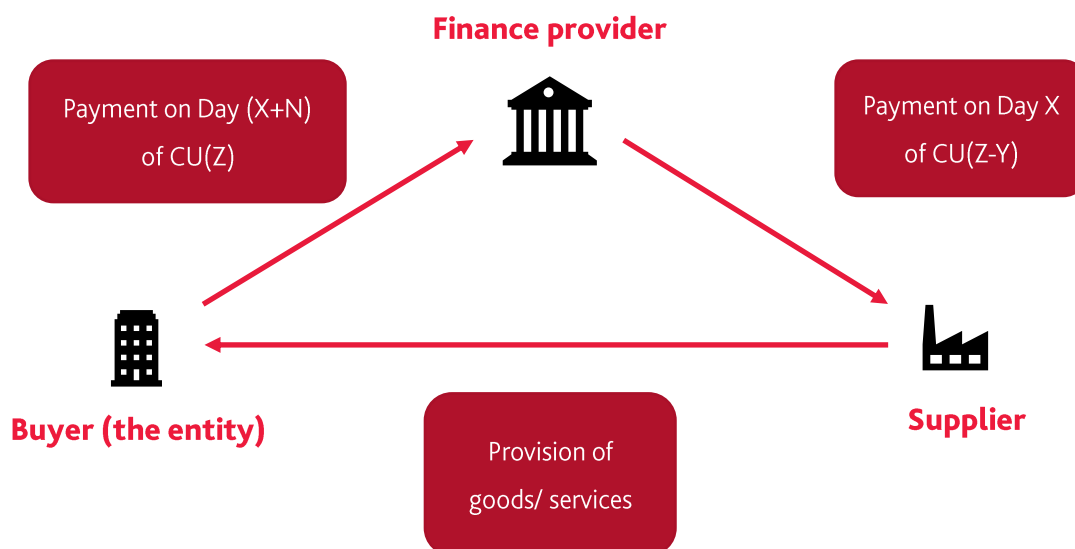 Finance provider
Payment on Day (X+N)
of CU(Z)
Payment on Day X
of CU(Z-Y)
Buyer (the entity)
Supplier
Provision of
goods/ services